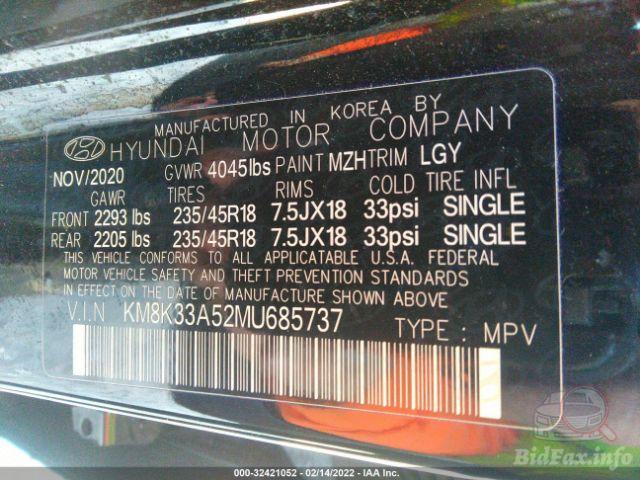 MANUFACTURED IN KOREA BY
HYUNDAI MOTOR COMPANY
NOV/2020 GVWR 4045lbs PAINT MZH TRIM LGY
GAWR TIRES RIMS COLD TIRE INFL
FRONT 2293 lbs 235/45R18 7.5JX18 33psi SINGLE
REAR 2205 lbs 235/45R18 7.5JX18 33psi SINGLE
THIS VEHICLE CONFORMS TO ALL APPLICATABLE U.S.A. FEDERAL
MOTOR VEHICLE SAFETY AND THEFT PREVENTION STANDARDS
IN EFFECT ON THE DATE OF MANUFACTURE SHOWN ABOVE
V.I.N KM8K33A52MU685737 TYPE : MPV
BidFax.info
000-32421052 - 02/14/2022 - IAA Inc.